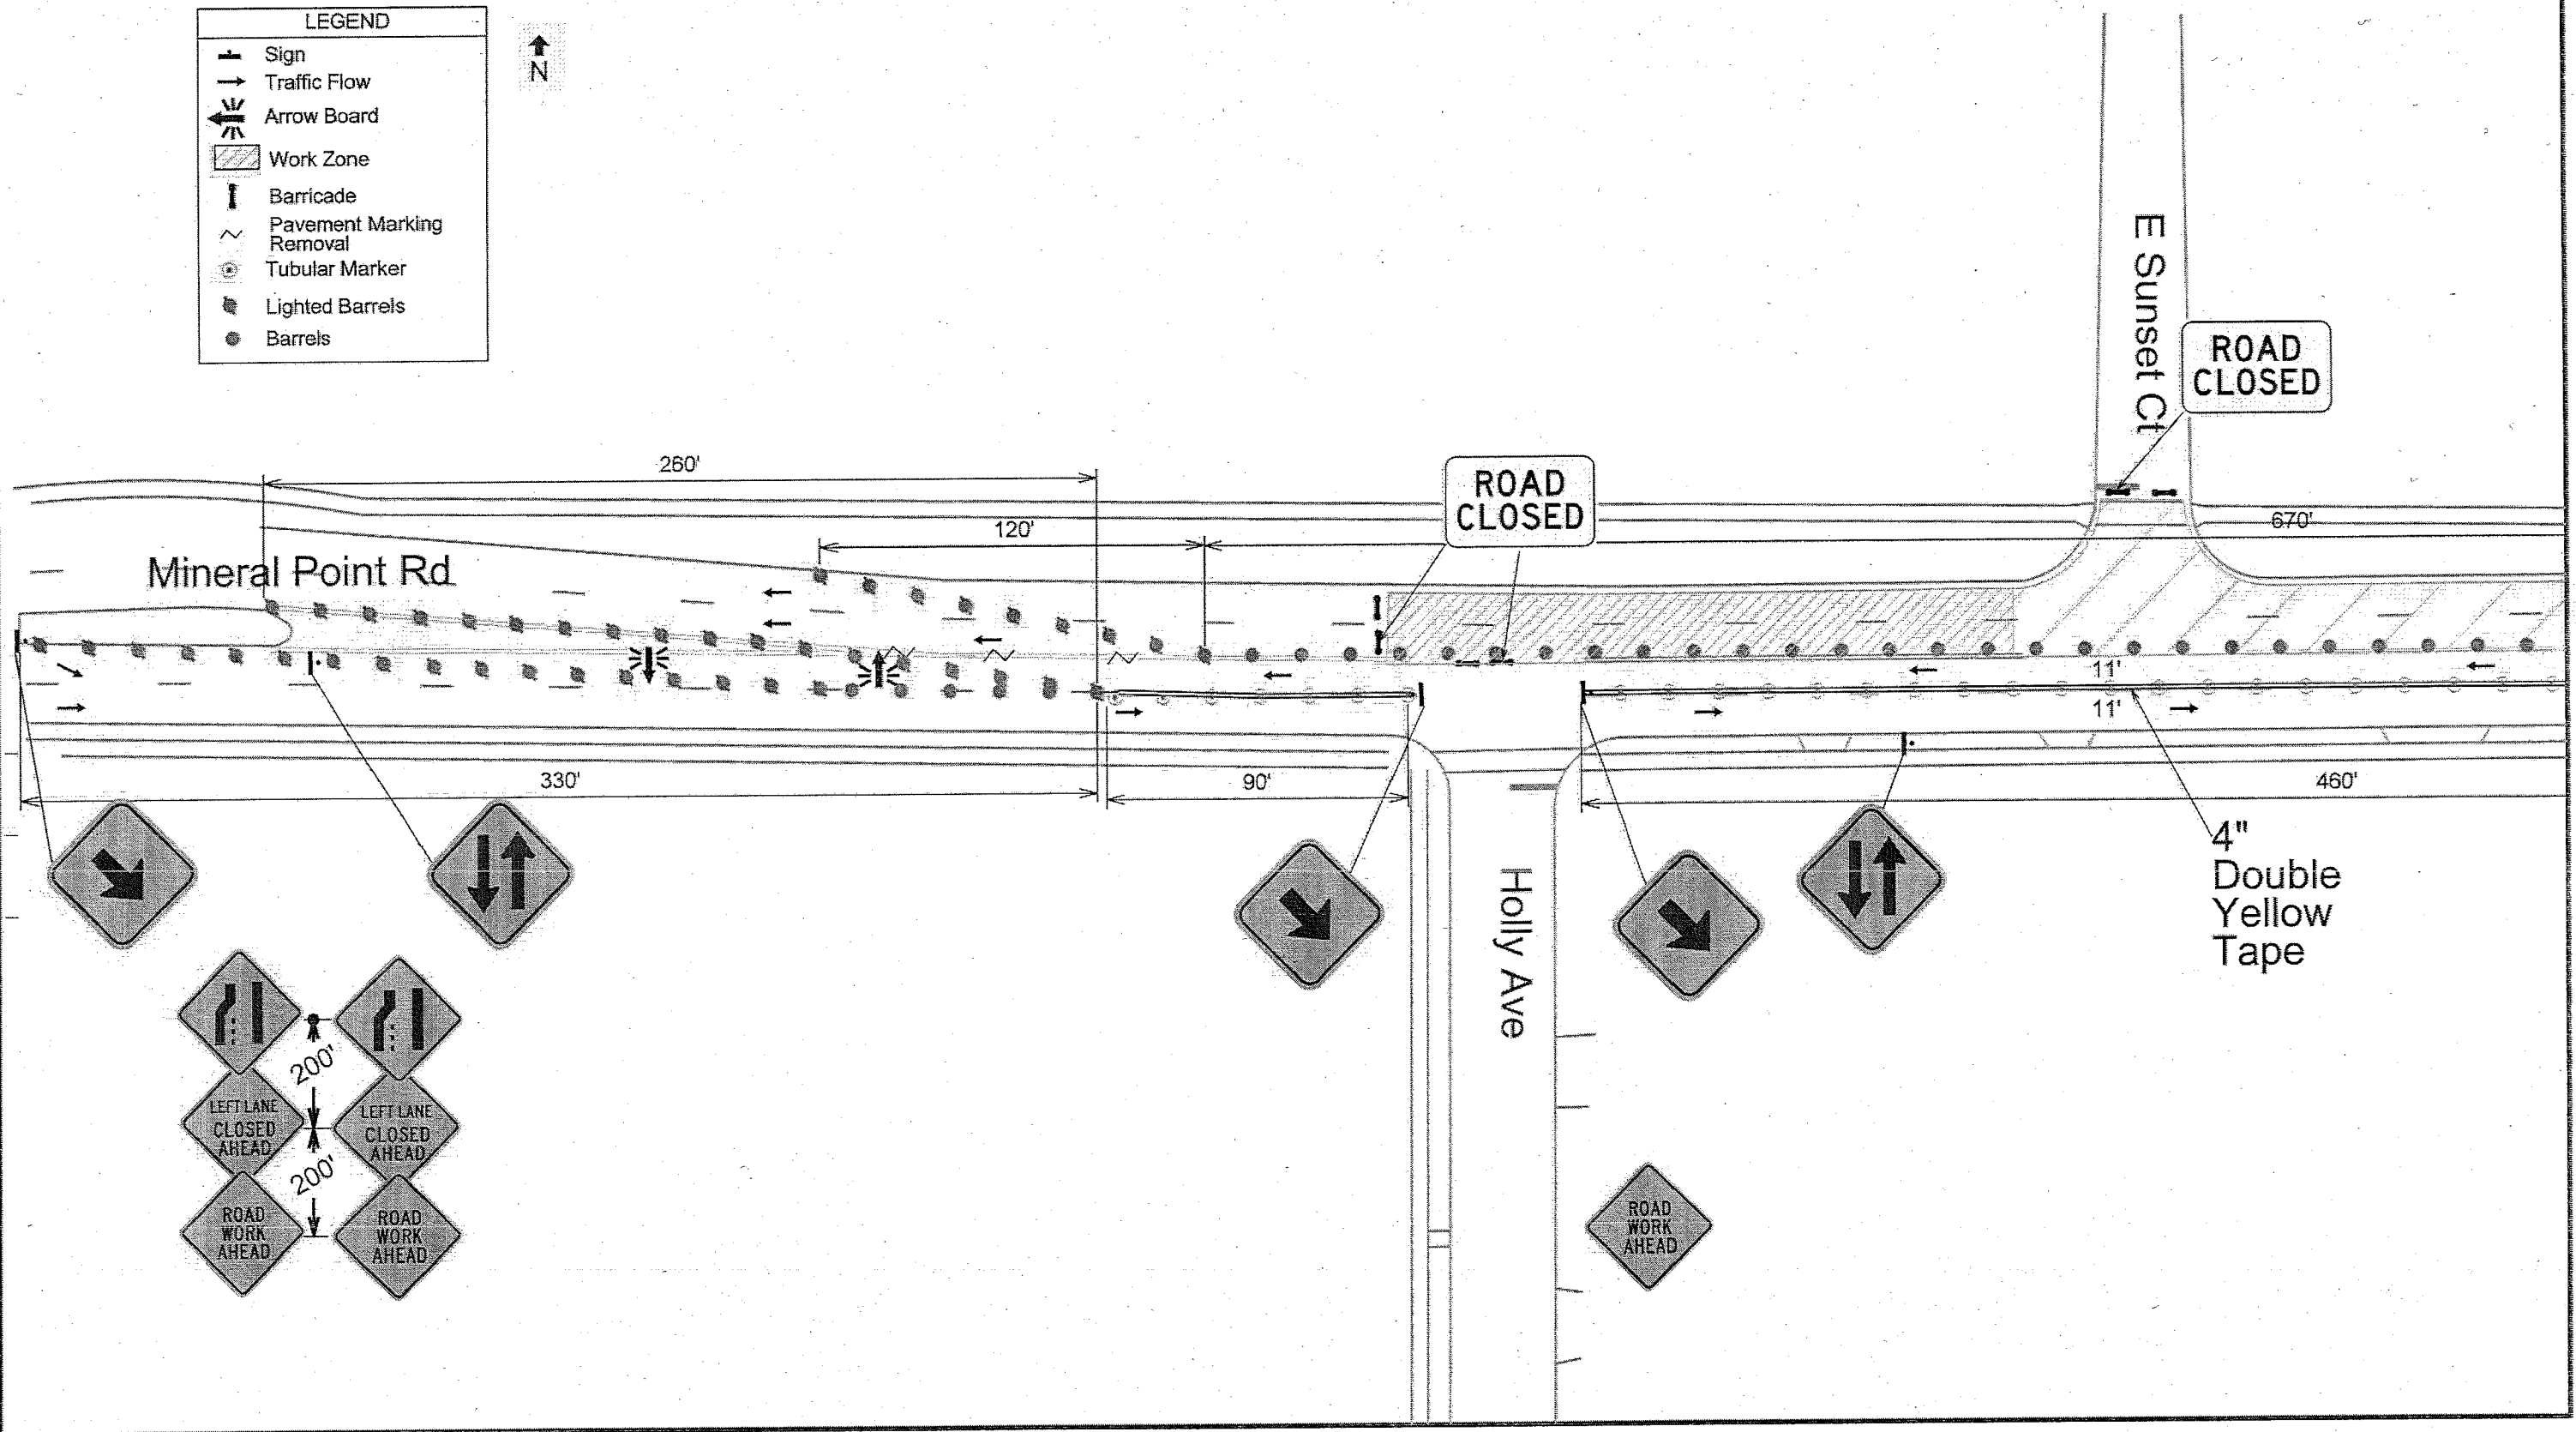 LEGEND
Sign
Traffic Flow
Arrow Board
Work Zone
Barricade
Pavement Marking
Removal
Tubular Marker
Lighted Barrels
Barrels
N
E Sunset Ct
ROAD
CLOSED
ROAD
CLOSED
260'
120'
670'
Mineral Point Rd
11'
11'
330'
90'
460'
4"
Double
Yellow
Tape
Holly Ave
200'
LEFT LANE
CLOSED
AHEAD
LEFT LANE
CLOSED
AHEAD
200'
ROAD
WORK
AHEAD
ROAD
WORK
AHEAD
ROAD
WORK
AHEAD